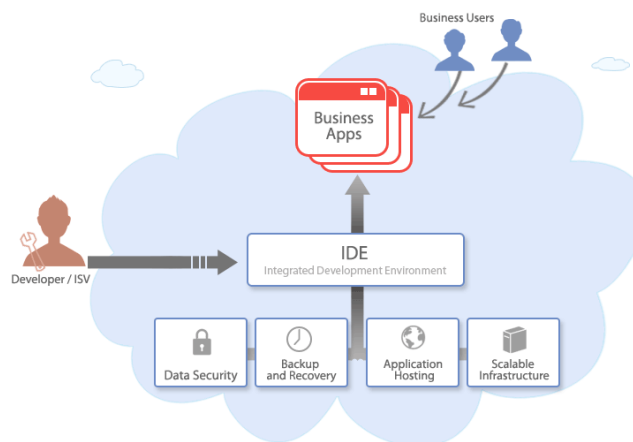 Business Users
Business
Apps
IDE
Integrated Development Environment
Developer / ISV
Data Security
Backup
and Recovery
Application
Hosting
Scalable
Infrastructure